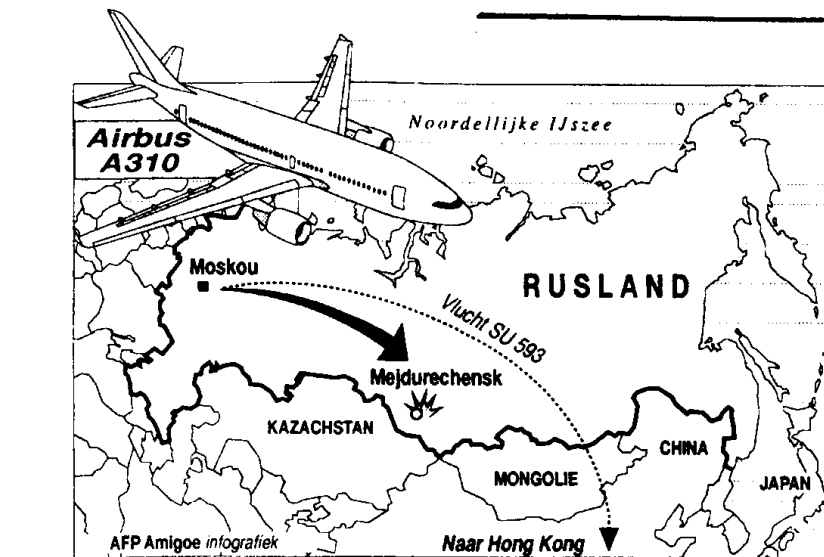 Airbus
A310
Noordellijke IJszee
Moskou
RUSLAND
Vlucht SU 593
Mejdurechensk
KAZACHSTAN
CHINA
MONGOLIE
JAPAN
AFP Amigoe infografiek
Naar Hong Kong